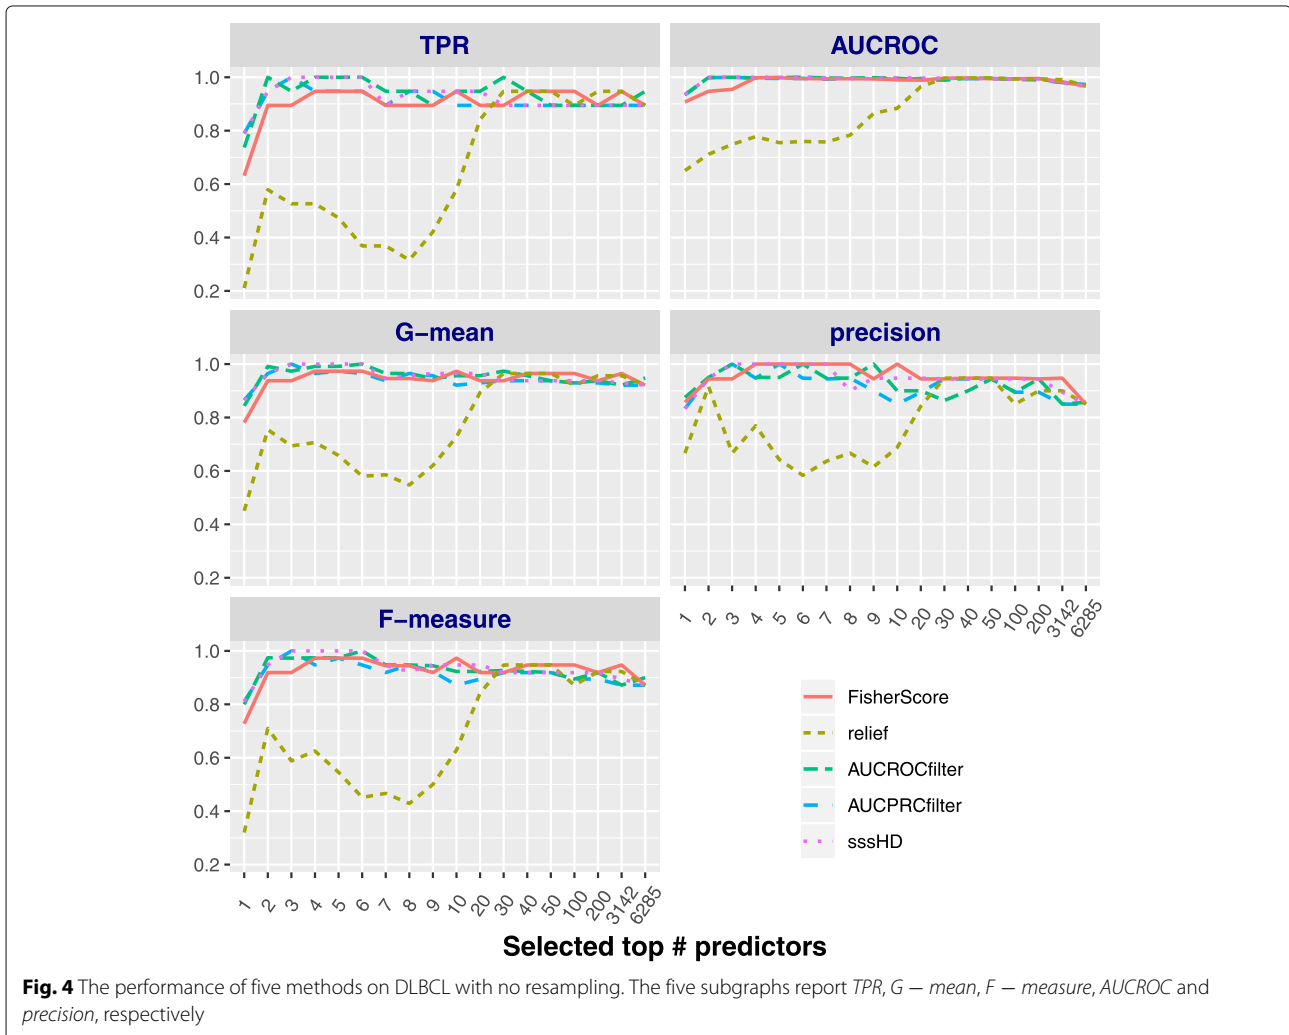 TPR
AUCROC
1.0
0.8
0.6
0.4
0.2
G−mean
precision
1.0
0.8
0.6
0.4
0.2
1 2 3 4 5 6 7 8 9 10 20 30 40 50 100 200 3142 6285
F−measure
1.0
0.8
0.6
0.4
0.2
1 2 3 4 5 6 7 8 9 10 20 30 40 50 100 200 3142 6285
FisherScore
relief
AUCROCfilter
AUCPRCfilter
sssHD
Selected top # predictors
Fig. 4 The performance of five methods on DLBCL with no resampling. The five subgraphs report TPR, G − mean, F − measure, AUCROC and
precision, respectively